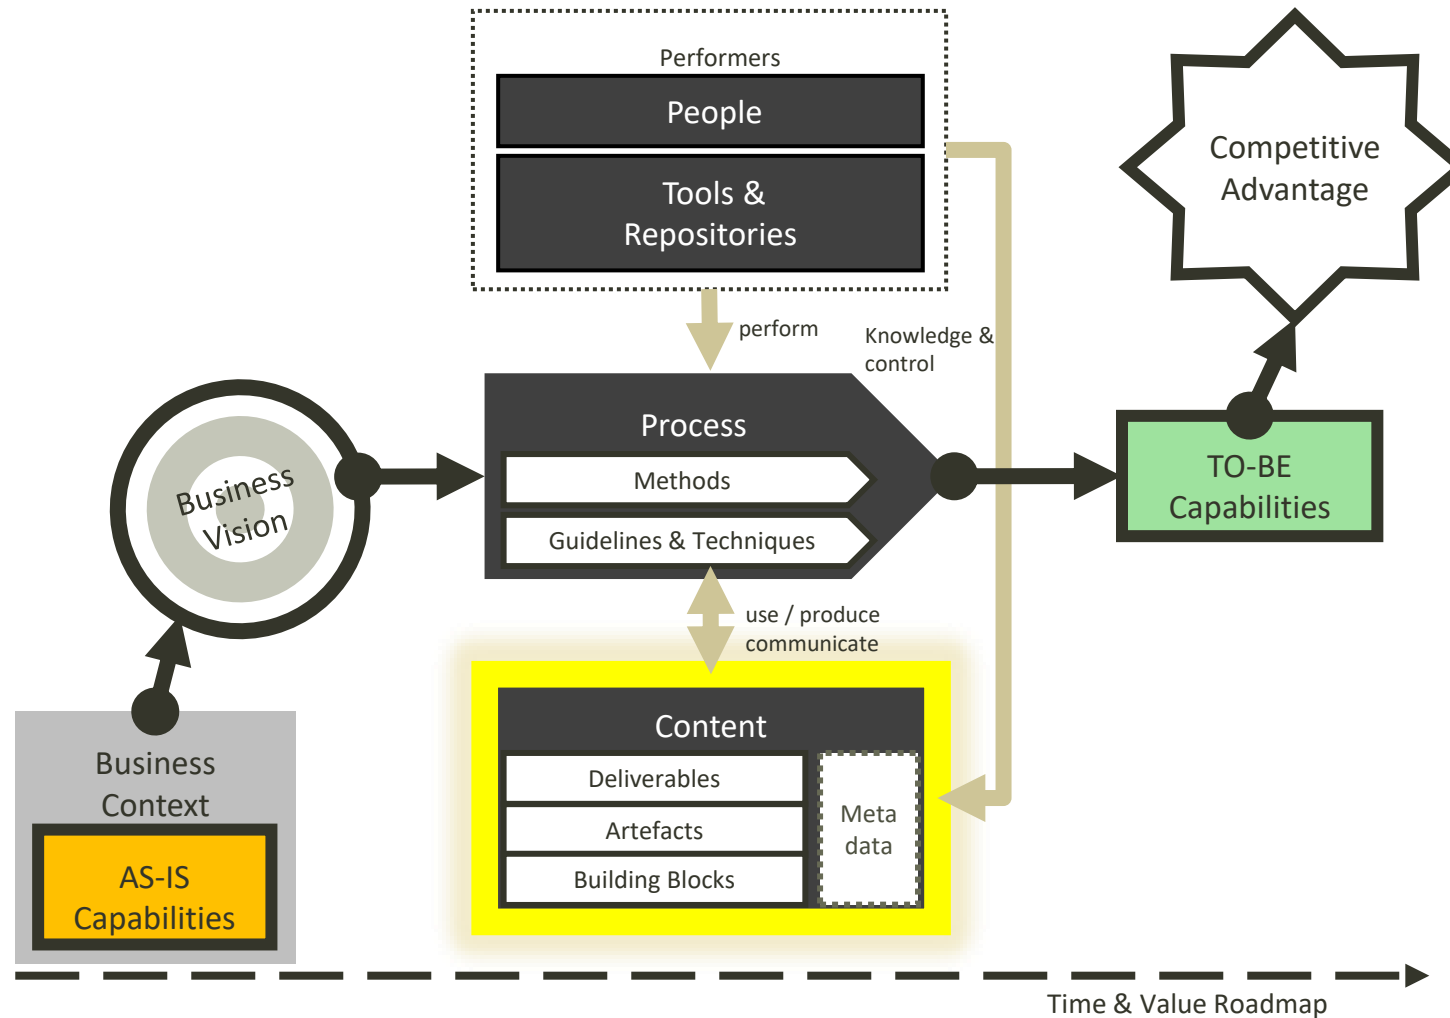 Performers
People
Tools &
Repositories
perform
Knowledge &
control
Competitive
Advantage
Process
Methods
Guidelines & Techniques
Business
Vision
TO-BE
Capabilities
use / produce
communicate
Content
Deliverables
Artefacts
Building Blocks
Meta
data
Business
Context
AS-IS
Capabilities
Time & Value Roadmap